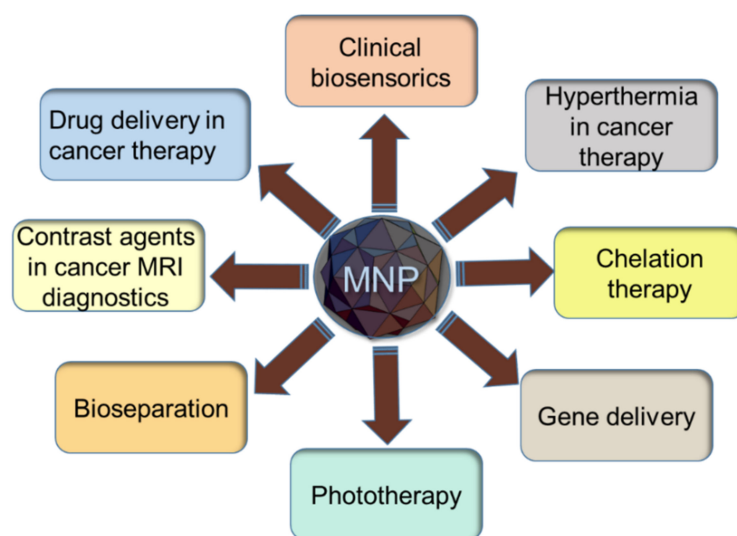 Clinical
biosensorics
Drug delivery in
cancer therapy
Hyperthermia
in cancer
therapy
Contrast agents
in cancer MRI
diagnostics
MNP
Chelation
therapy
Bioseparation
Gene delivery
Phototherapy